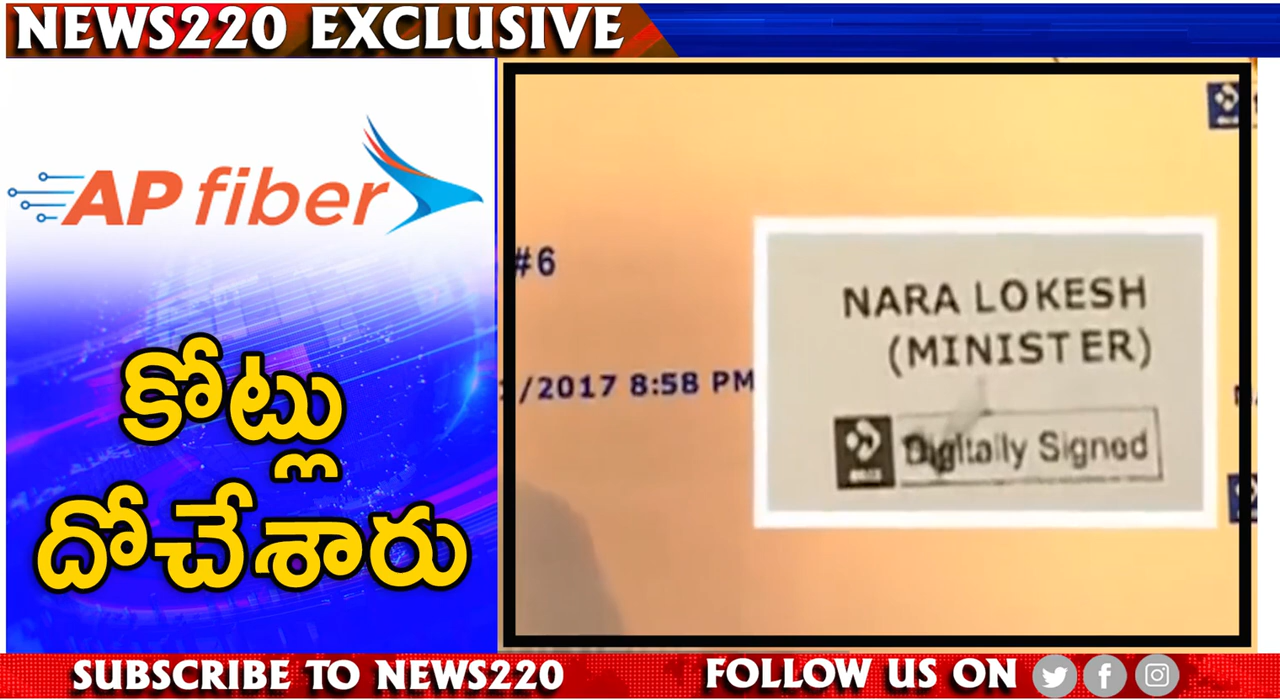 NEWS220 EXCLUSIVE
AP fiber
కోట్లు
దోచేశారు
#6
/2017 8:58 PM
NARA LOKESH
(MINISTER)
Digitally Signed
SUBSCRIBE TO NEWS220
FOLLOW US ON